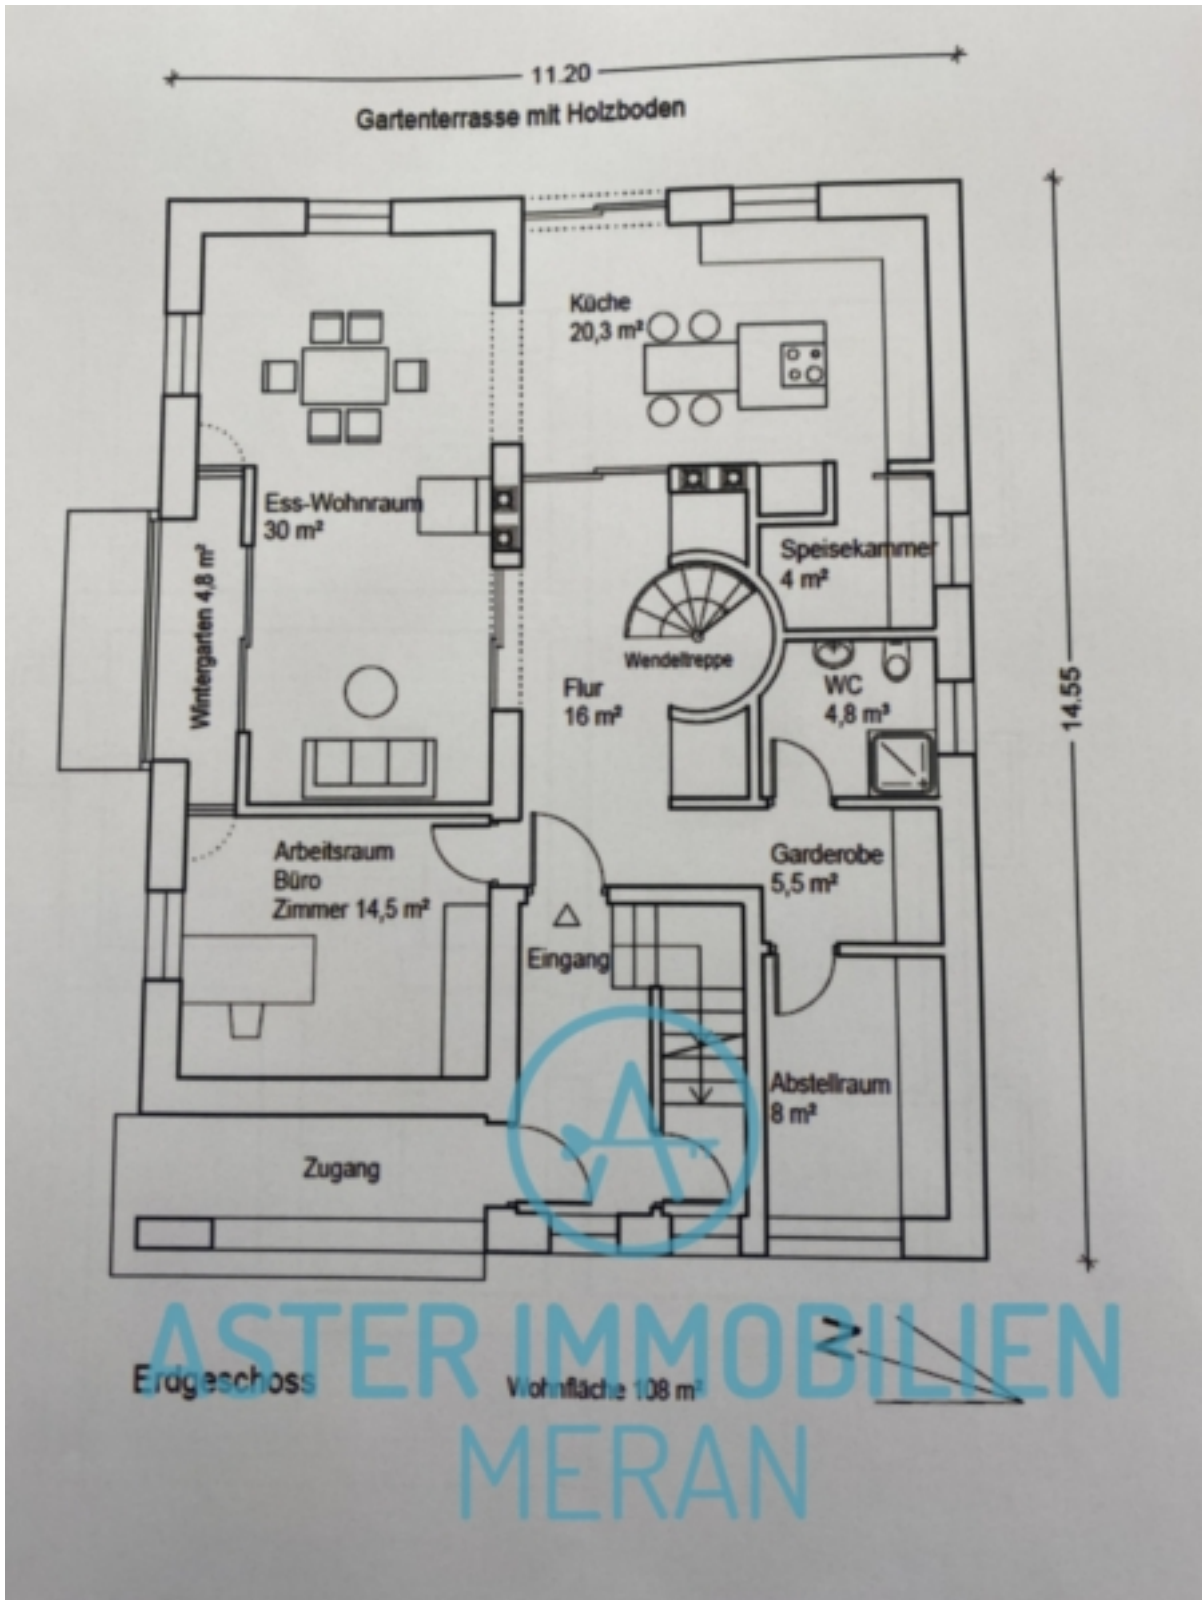 11.20
Gartenterrasse mit Holzboden
Küche
20,3 m²
Ess-Wohnraum
30 m²
Wintergarten 4,8 m²
Speisekammer
4 m²
Wendeltreppe
Flur
16 m²
WC
4,8 m³
14.55
Arbeitsraum
Büro
Zimmer 14,5 m²
Garderobe
5,5 m²
Eingang
Abstellraum
8 m²
Zugang
N
ASTER IMMOBILIEN
Erdgeschoss
Wohnfläche 108 m²
MERAN